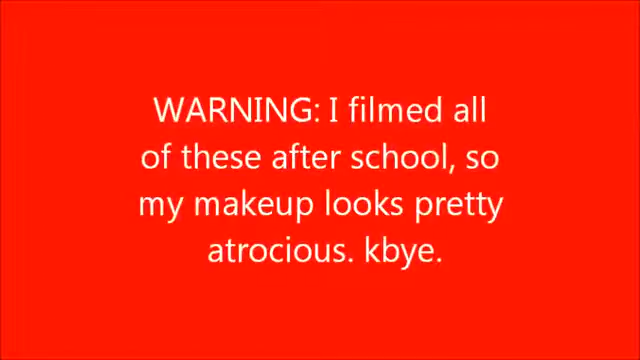 WARNING: I filmed all
of these after school, so
my makeup looks pretty
atrocious. kbye.